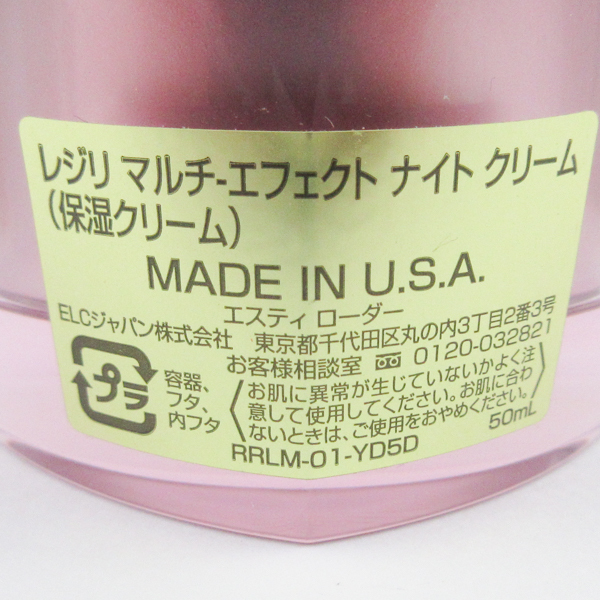 レジリ マルチ-エフェクト ナイト クリーム
(保湿クリーム)
MADE IN U.S.A.
エスティ ローダー
ELCジャパン株式会社 東京都千代田区丸の内3丁目2番3号
お客様相談室 0120-032821
プラ
容器、
フタ、
内フタ
〈お肌に異常が生じていないかよく注
意して使用してください。お肌に合わ
ないときは、ご使用をおやめください。〉
50mL
RRLM-01-YD5D